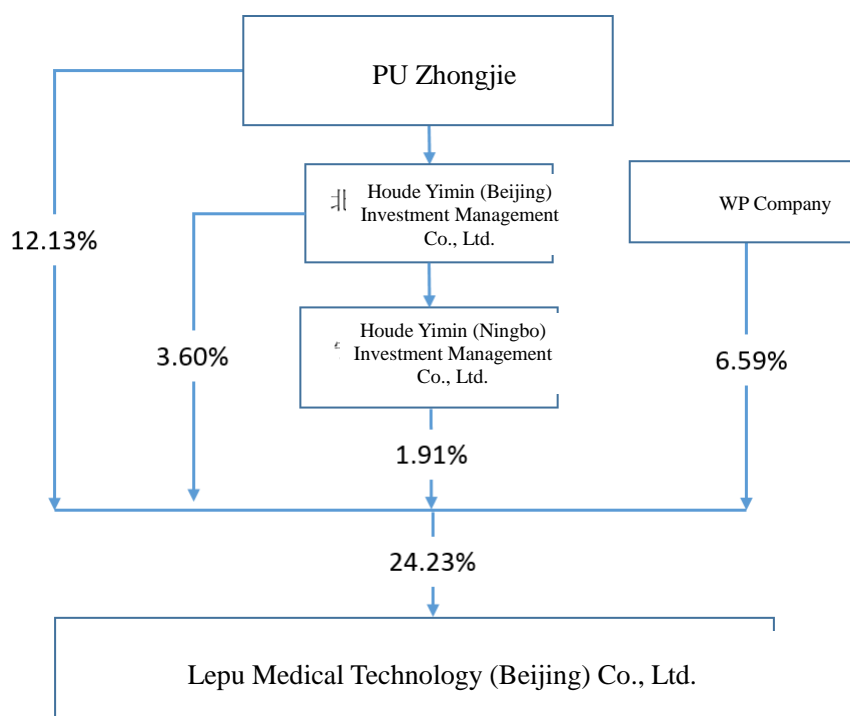 PU Zhongjie
北
Houde Yimin (Beijing)
Investment Management
Co., Ltd.
WP Company
12.13%
Houde Yimin (Ningbo)
Investment Management
Co., Ltd.
3.60%
6.59%
1.91%
24.23%
Lepu Medical Technology (Beijing) Co., Ltd.